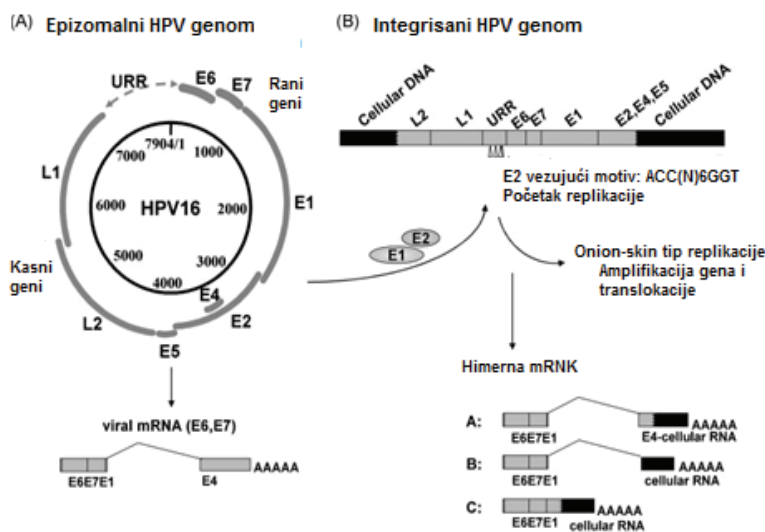 (A) Epizomalni HPV genom
URR
E6
E7
Rani
geni
7904/1
1000
2000
3000
4000
5000
6000
7000
HPV16
L1
E1
Kasni
geni
L2
E4
E2
E5
viral mRNA (E6,E7)
E6E7E1
E4
AAAAA
(B) Integrisani HPV genom
Cellular DNA
L2
L1
URR
E6
E7
E1
E2,E4,E5
Cellular DNA
E2 vezujući motiv: ACC(N)6GGT
Početak replikacije
E2
E1
Onion-skin tip replikacije
Amplifikacija gena i
translokacije
Himerna mRNK
A:
E6E7E1
E4-cellular RNA
AAAAA
B:
E6E7E1
cellular RNA
AAAAA
C:
E6E7E1
cellular RNA
AAAAA